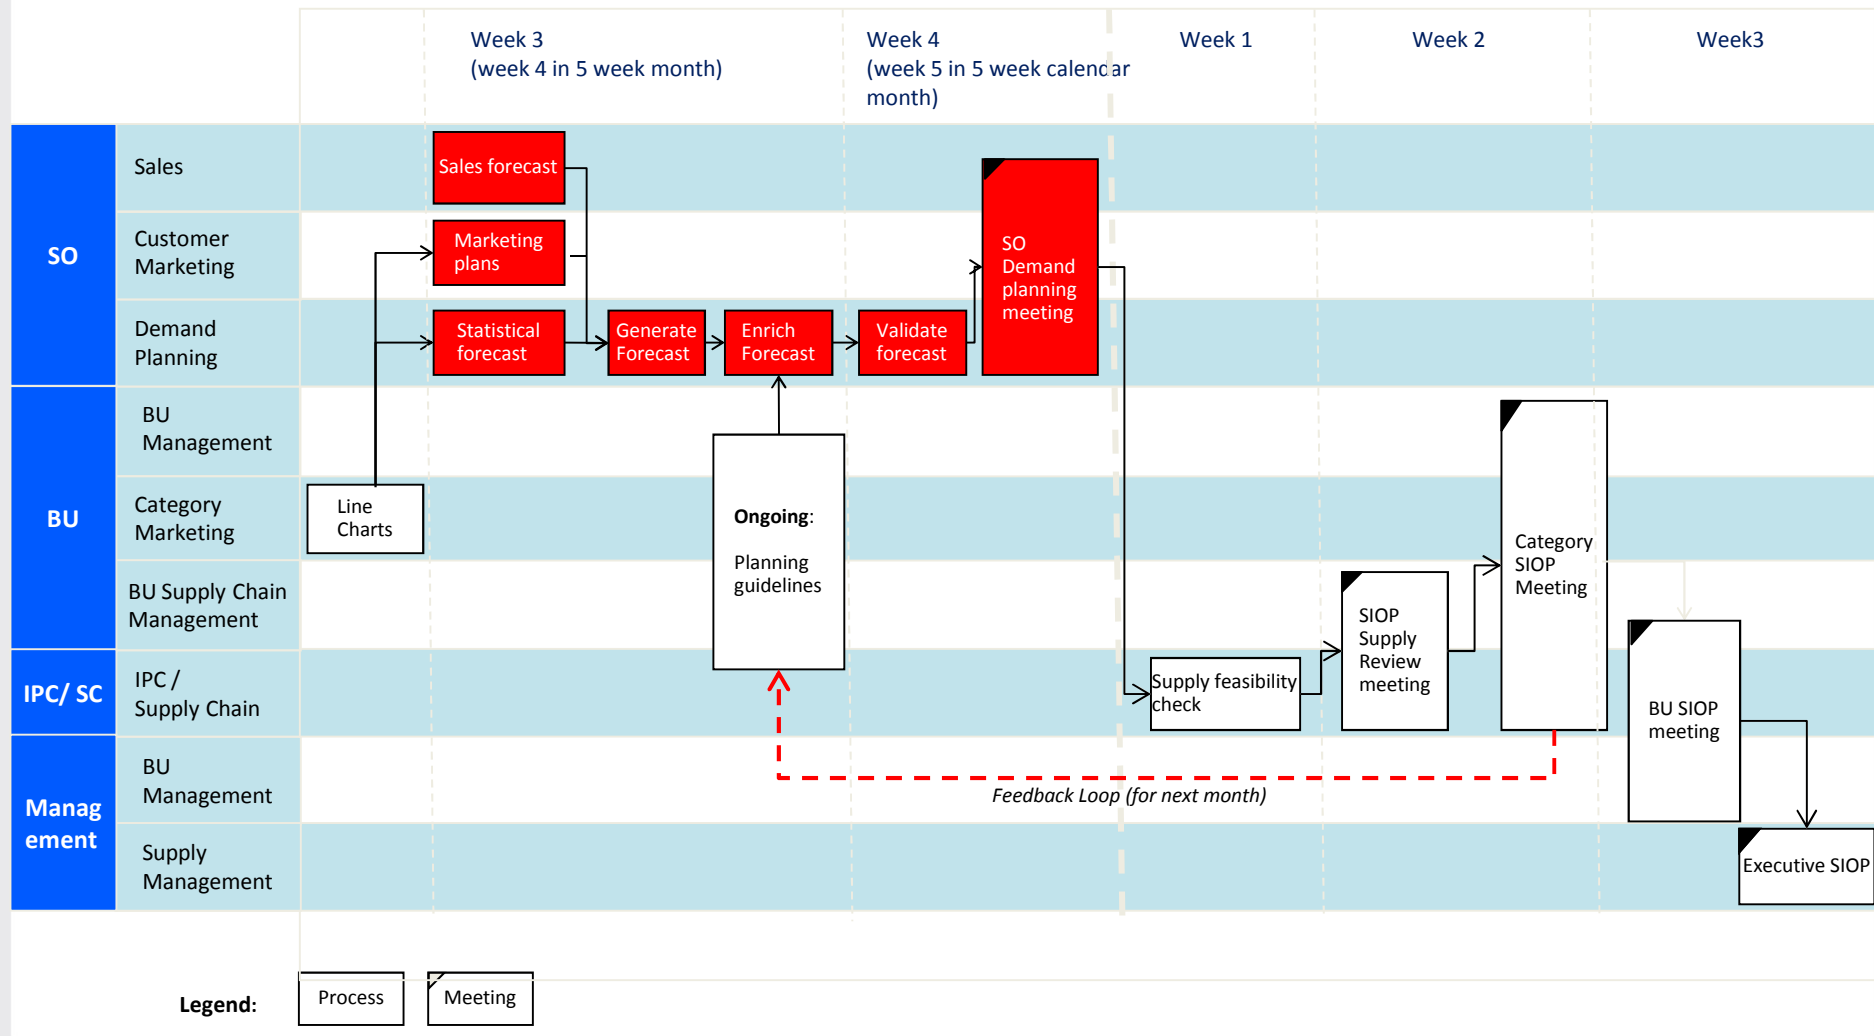 Week 3
(week 4 in 5 week month)
Week 4
(week 5 in 5 week calendar
month)
Week 1
Week 2
Week3
SO
Sales
Sales forecast
Customer
Marketing
Marketing
plans
SO
Demand
planning
meeting
Demand
Planning
Statistical
forecast
Generate
Forecast
Enrich
Forecast
Validate
forecast
BU
BU
Management
Category
Marketing
Line
Charts
Ongoing:
Planning
guidelines
Category
SIOP
Meeting
BU Supply Chain
Management
SIOP
Supply
Review
meeting
IPC/ SC
IPC /
Supply Chain
Supply feasibility
check
BU SIOP
meeting
Manag
ement
BU
Management
Feedback Loop (for next month)
Supply
Management
Executive SIOP
Legend:
Process
Meeting